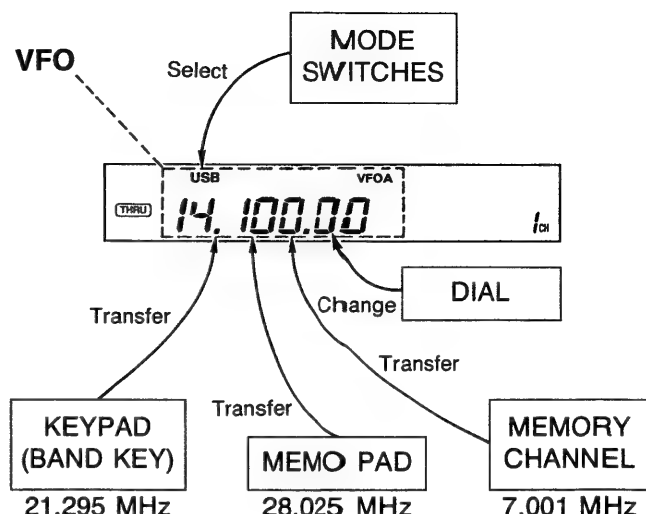 VFO
Select
MODE
SWITCHES
USB
VFOA
THRU
14.100.00
1CH
Change
DIAL
Transfer
Transfer
Transfer
KEYPAD
(BAND KEY)
21.295 MHz
MEMO PAD
28.025 MHz
MEMORY
CHANNEL
7.001 MHz